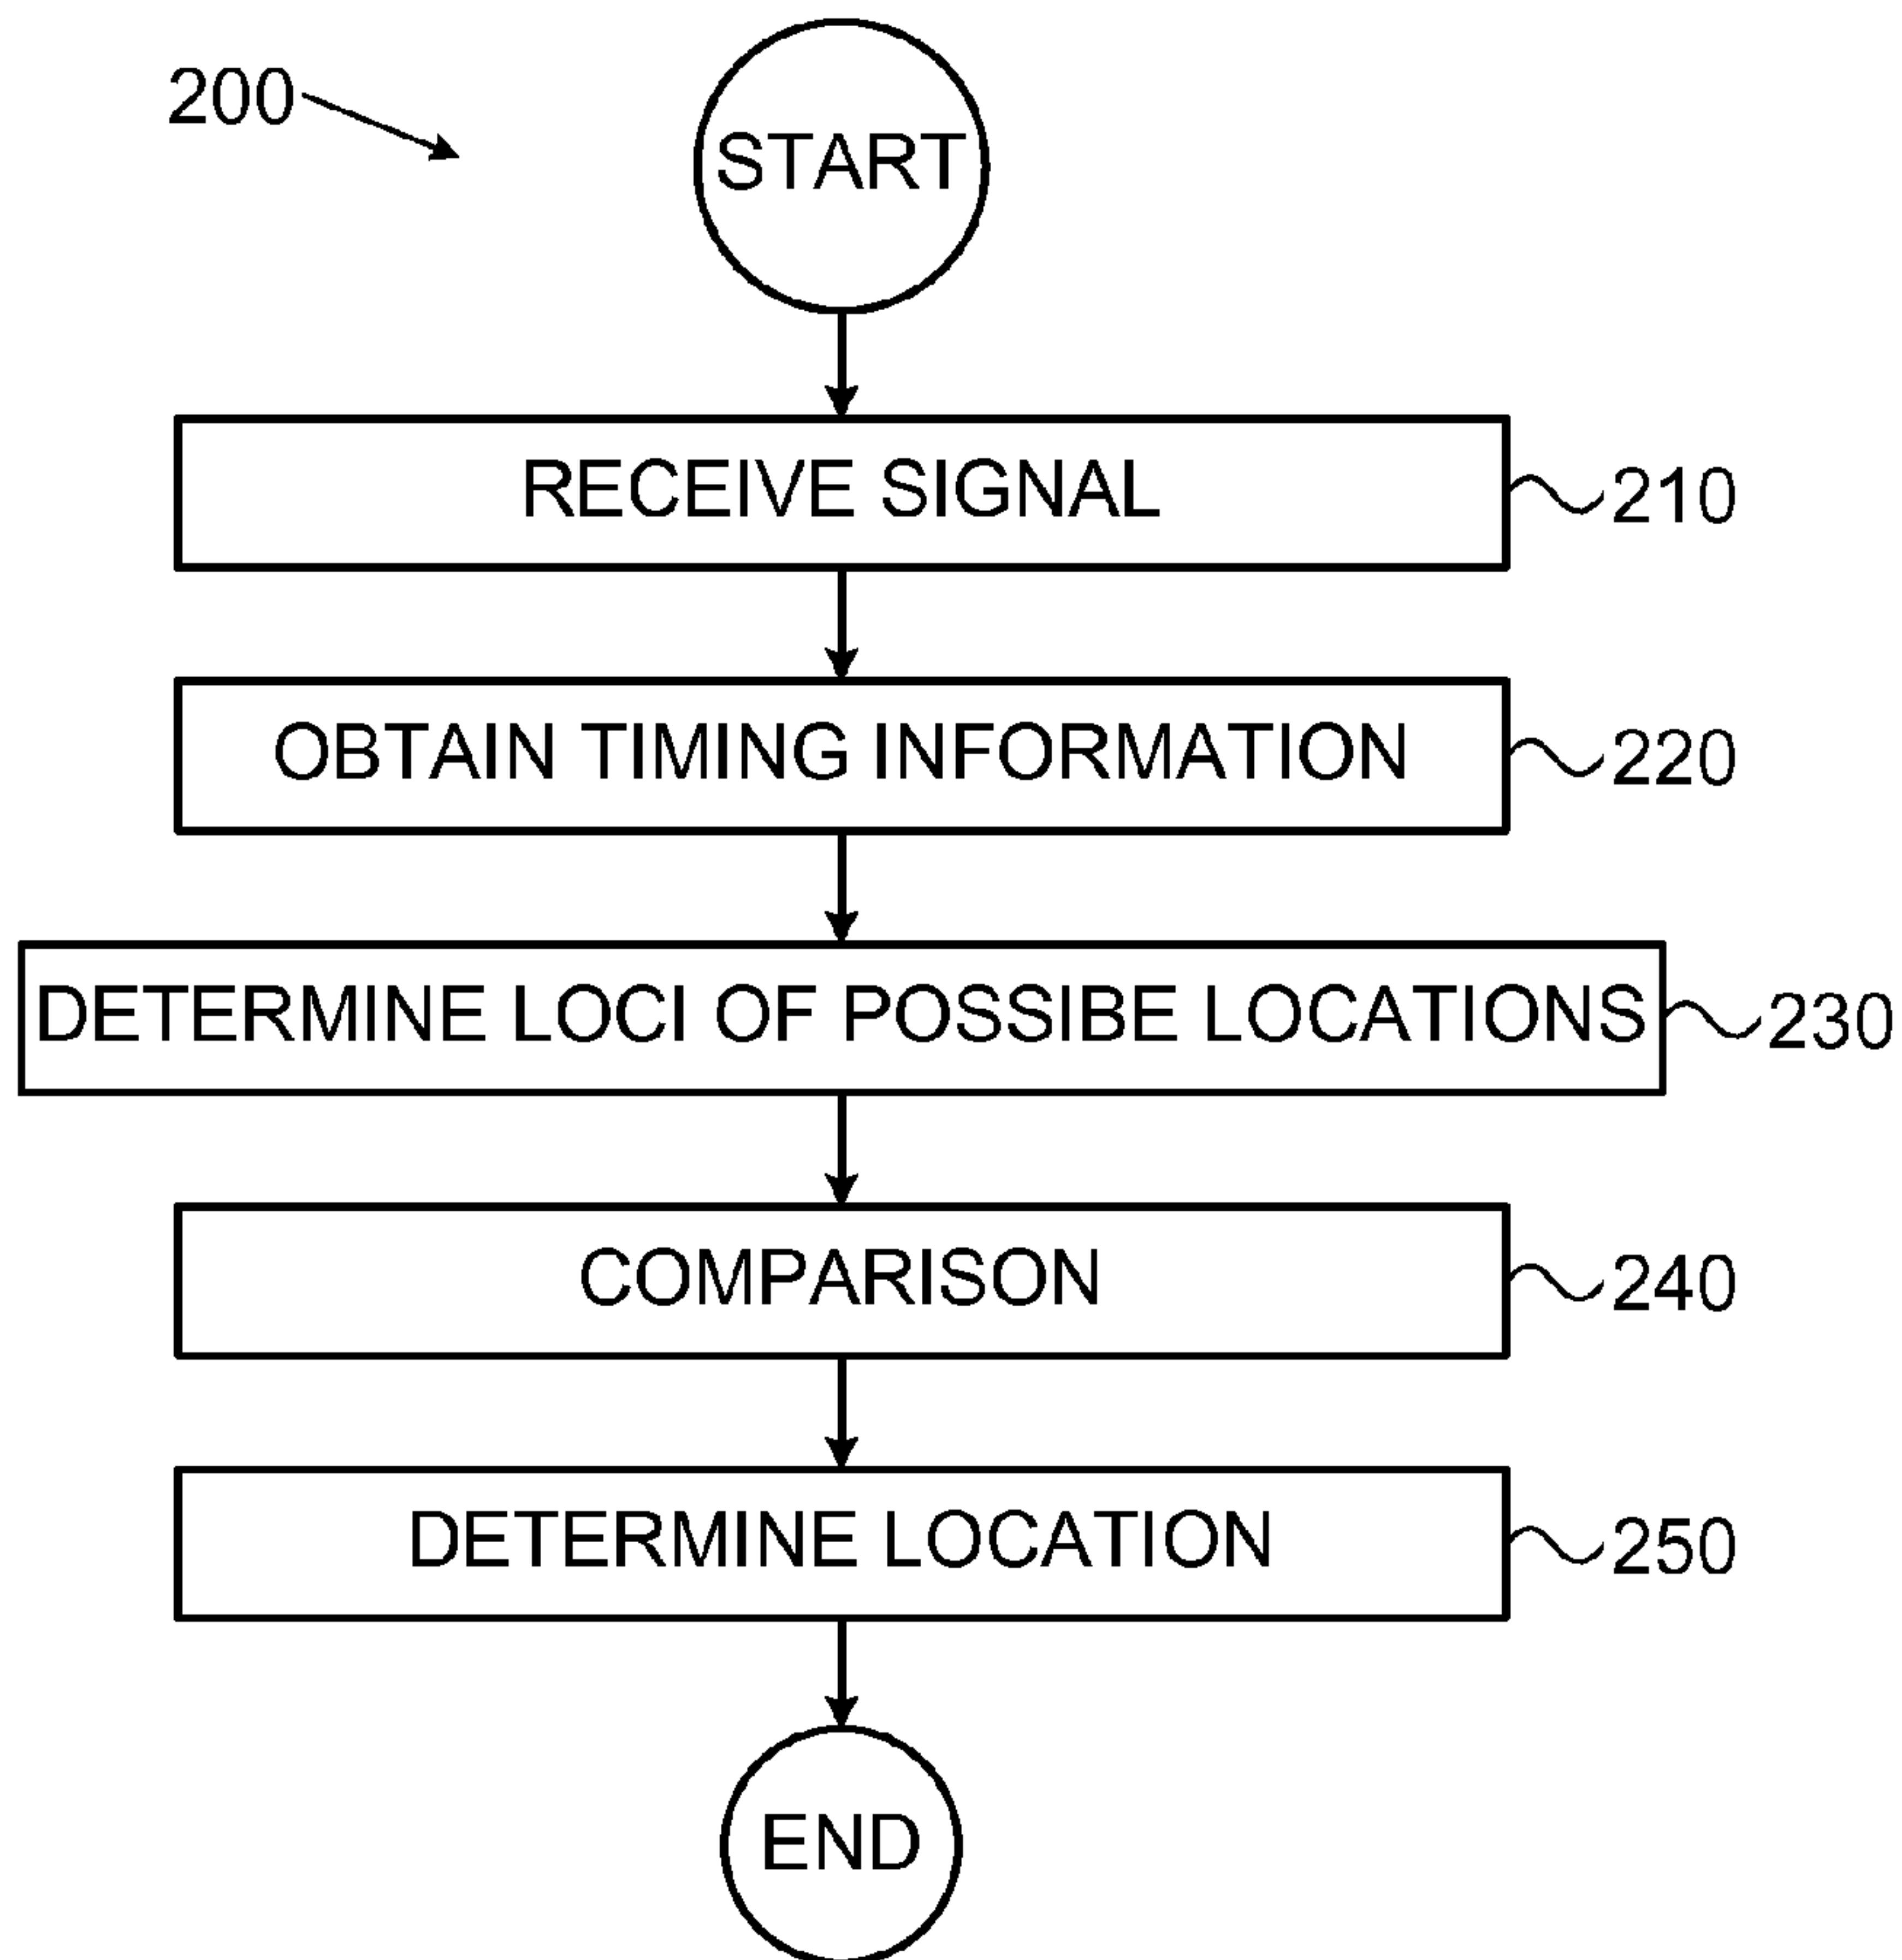 200
START
RECEIVE SIGNAL
210
OBTAIN TIMING INFORMATION
220
DETERMINE LOCI OF POSSIBE LOCATIONS
230
COMPARISON
240
DETERMINE LOCATION
250
END